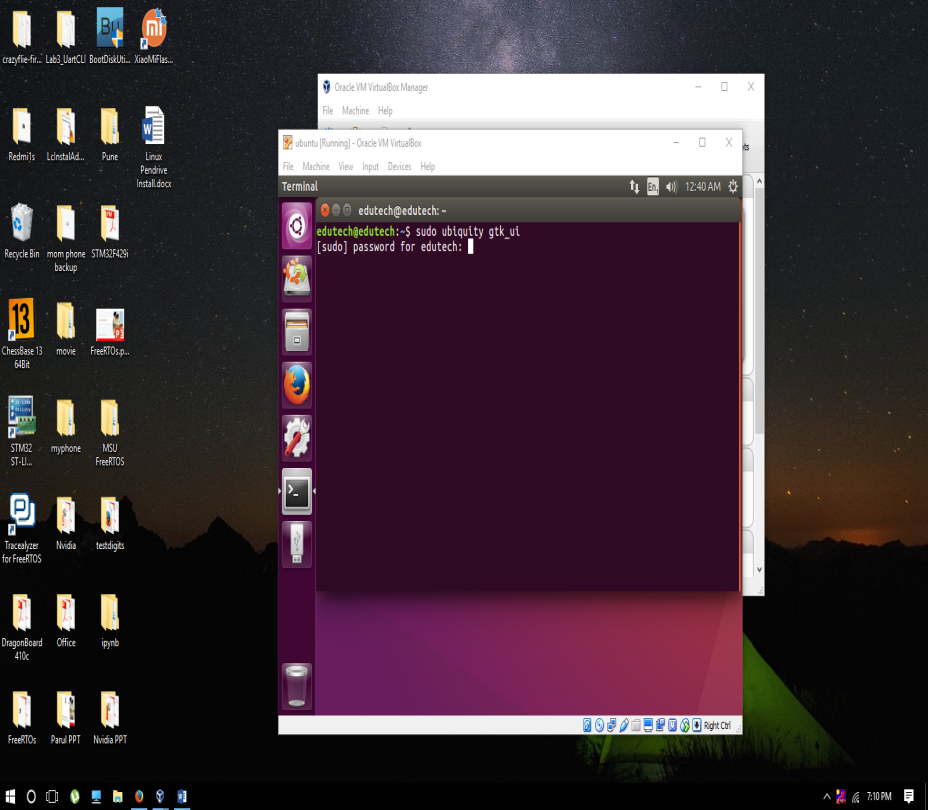 crazyflie-fir...
Lab3_UartCLI
BootDiskUti...
XiaoMiFlas...
Redmi1s
LcInstalAd...
Pune
Linux
Pendrive
Install.docx
Recycle Bin
mom phone
backup
STM32F429i
ChessBase 13
64Bit
movie
FreeRTOs.p...
STM32
ST-LI...
myphone
MSU
FreeRTOS
Tracealyzer
for FreeRTOS
Nvidia
testdigits
DragonBoard
410c
Office
ipynb
FreeRTOs
Parul PPT
Nvidia PPT
Oracle VM VirtualBox Manager
File Machine Help
ubuntu [Running] - Oracle VM VirtualBox
File Machine View Input Devices Help
Terminal
En
12:40 AM
edutech@edutech: ~
edutech@edutech:~$ sudo ubiquity gtk_ui
[sudo] password for edutech:
Right Ctrl
7:10 PM